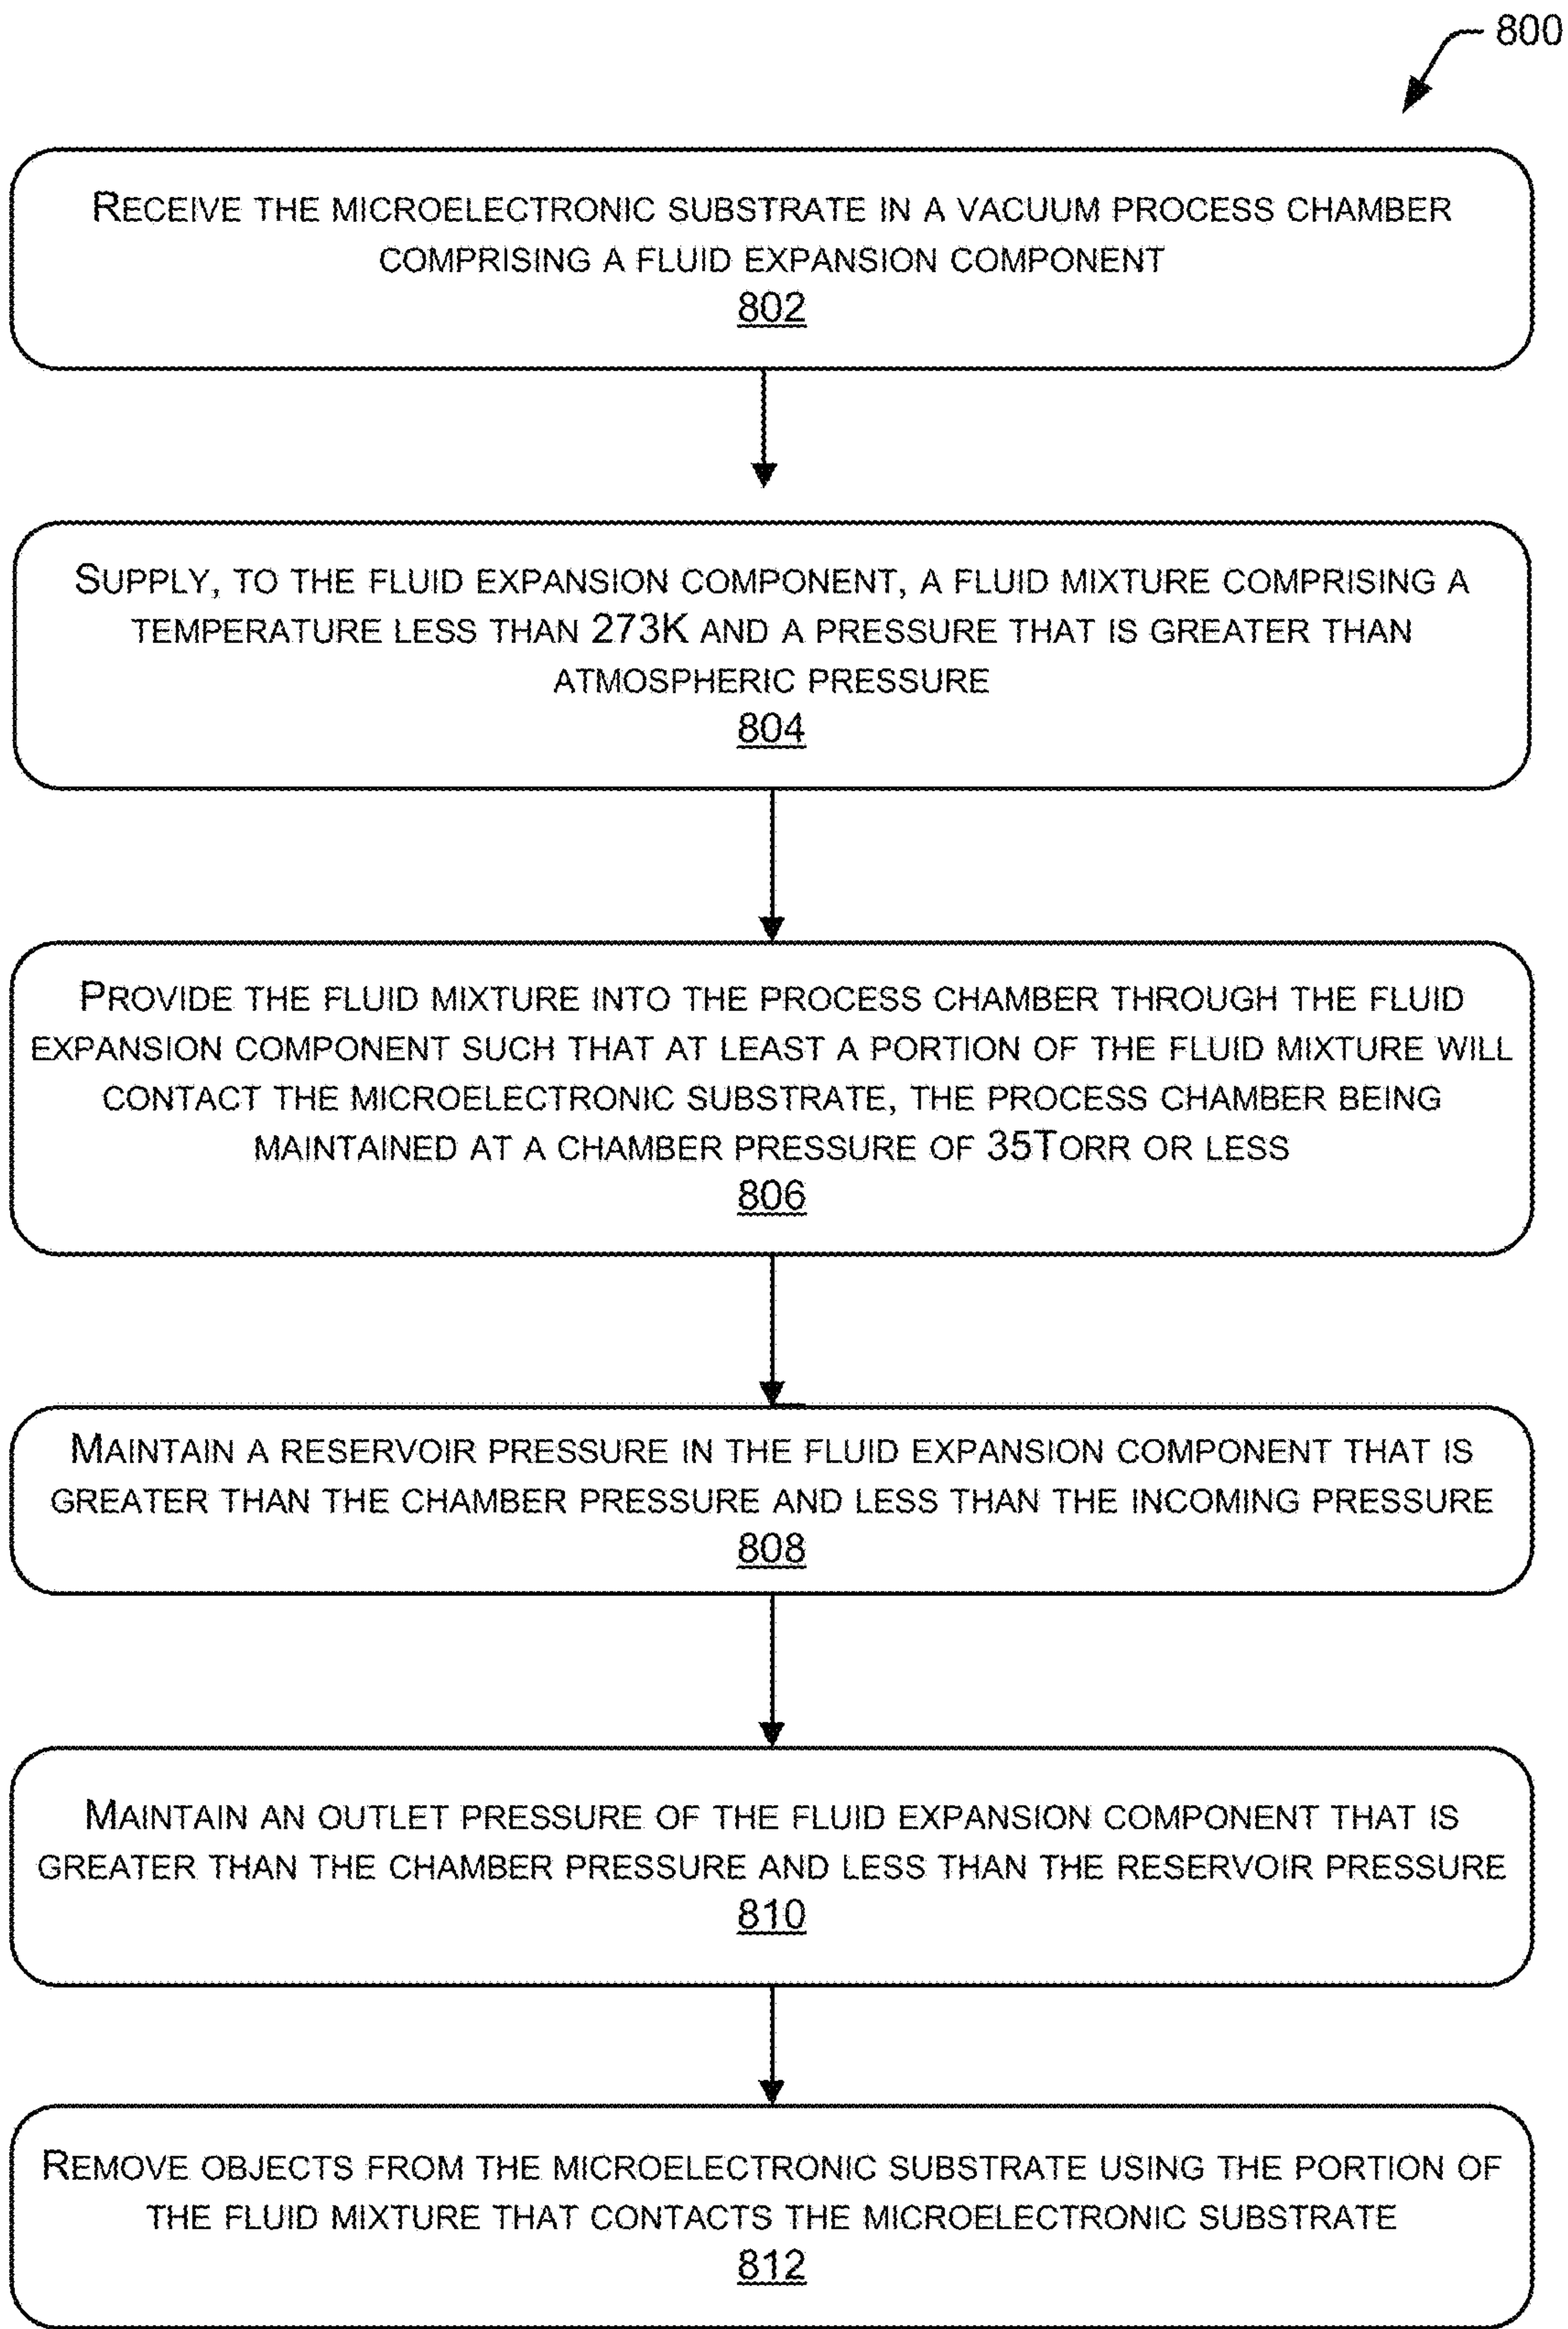 800
RECEIVE THE MICROELECTRONIC SUBSTRATE IN A VACUUM PROCESS CHAMBER
COMPRISING A FLUID EXPANSION COMPONENT
802
SUPPLY, TO THE FLUID EXPANSION COMPONENT, A FLUID MIXTURE COMPRISING A
TEMPERATURE LESS THAN 273K AND A PRESSURE THAT IS GREATER THAN
ATMOSPHERIC PRESSURE
804
PROVIDE THE FLUID MIXTURE INTO THE PROCESS CHAMBER THROUGH THE FLUID
EXPANSION COMPONENT SUCH THAT AT LEAST A PORTION OF THE FLUID MIXTURE WILL
CONTACT THE MICROELECTRONIC SUBSTRATE, THE PROCESS CHAMBER BEING
MAINTAINED AT A CHAMBER PRESSURE OF 35TORR OR LESS
806
MAINTAIN A RESERVOIR PRESSURE IN THE FLUID EXPANSION COMPONENT THAT IS
GREATER THAN THE CHAMBER PRESSURE AND LESS THAN THE INCOMING PRESSURE
808
MAINTAIN AN OUTLET PRESSURE OF THE FLUID EXPANSION COMPONENT THAT IS
GREATER THAN THE CHAMBER PRESSURE AND LESS THAN THE RESERVOIR PRESSURE
810
REMOVE OBJECTS FROM THE MICROELECTRONIC SUBSTRATE USING THE PORTION OF
THE FLUID MIXTURE THAT CONTACTS THE MICROELECTRONIC SUBSTRATE
812